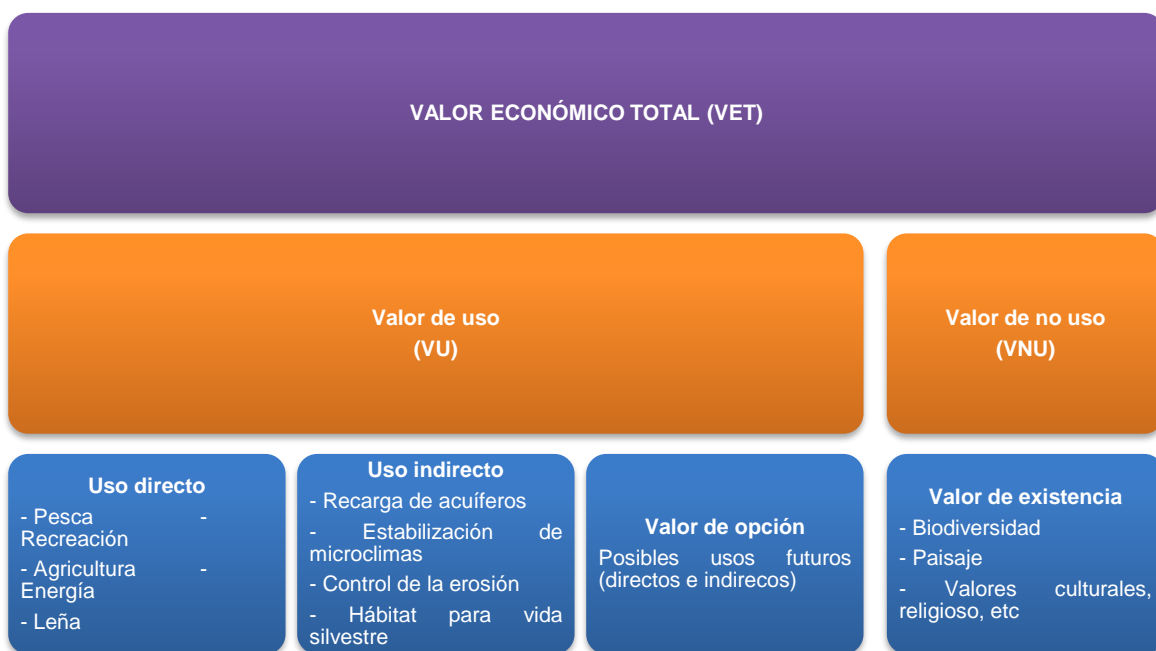 VALOR ECONÓMICO TOTAL (VET)
Valor de uso
(VU)
Valor de no uso
(VNU)
Uso directo
- Pesca -
Recreación
- Agricultura -
Energía
- Leña
Uso indirecto
- Recarga de acuíferos
- Estabilización de
microclimas
- Control de la erosión
- Hábitat para vida
silvestre
Valor de opción
Posibles usos futuros
(directos e indirecos)
Valor de existencia
- Biodiversidad
- Paisaje
- Valores culturales,
religioso, etc